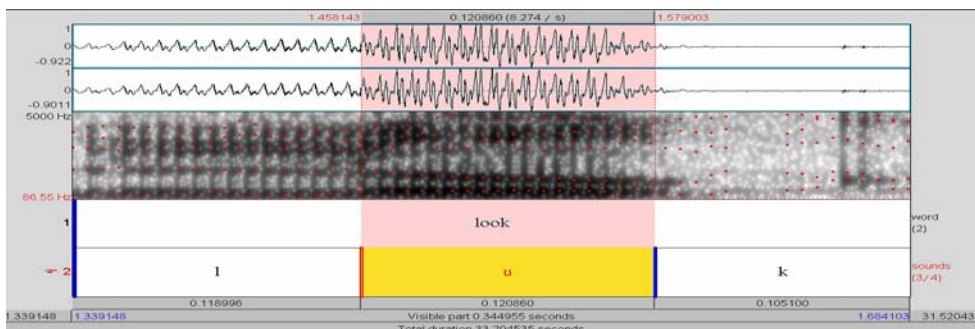 1.458143 0.120860 (8.274 / s) 1.579003
1
0
-0.922
1
0
-0.9011
5000 Hz
86.55 Hz
1 look word (2)
2 l ʊ k sounds (3/4)
0.118996 0.120860 0.105100
1.339148 1.339148 Visible part 0.344955 seconds 1.684103 31.52043
Total duration 33.204535 seconds